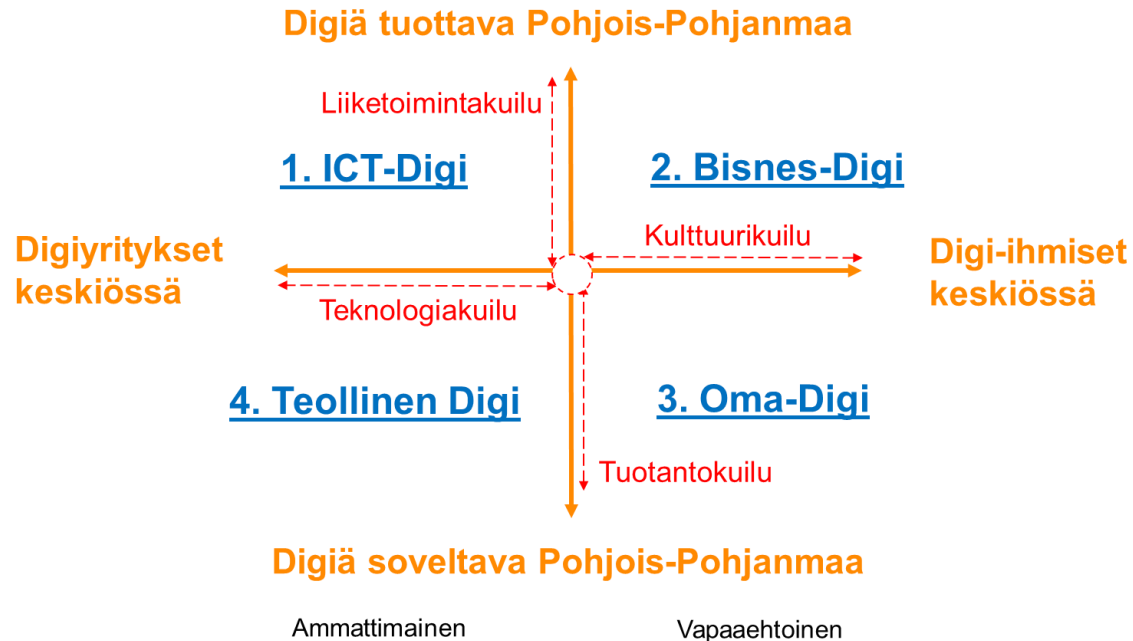 Digiä tuottava Pohjois-Pohjanmaa
Liiketoimintakuilu
1. ICT-Digi
2. Bisnes-Digi
Digiyritykset
keskiössä
Kulttuurikuilu
Digi-ihmiset
keskiössä
Teknologiakuilu
4. Teollinen Digi
3. Oma-Digi
Tuotantokuilu
Digiä soveltava Pohjois-Pohjanmaa
Ammattimainen
Vapaaehtoinen